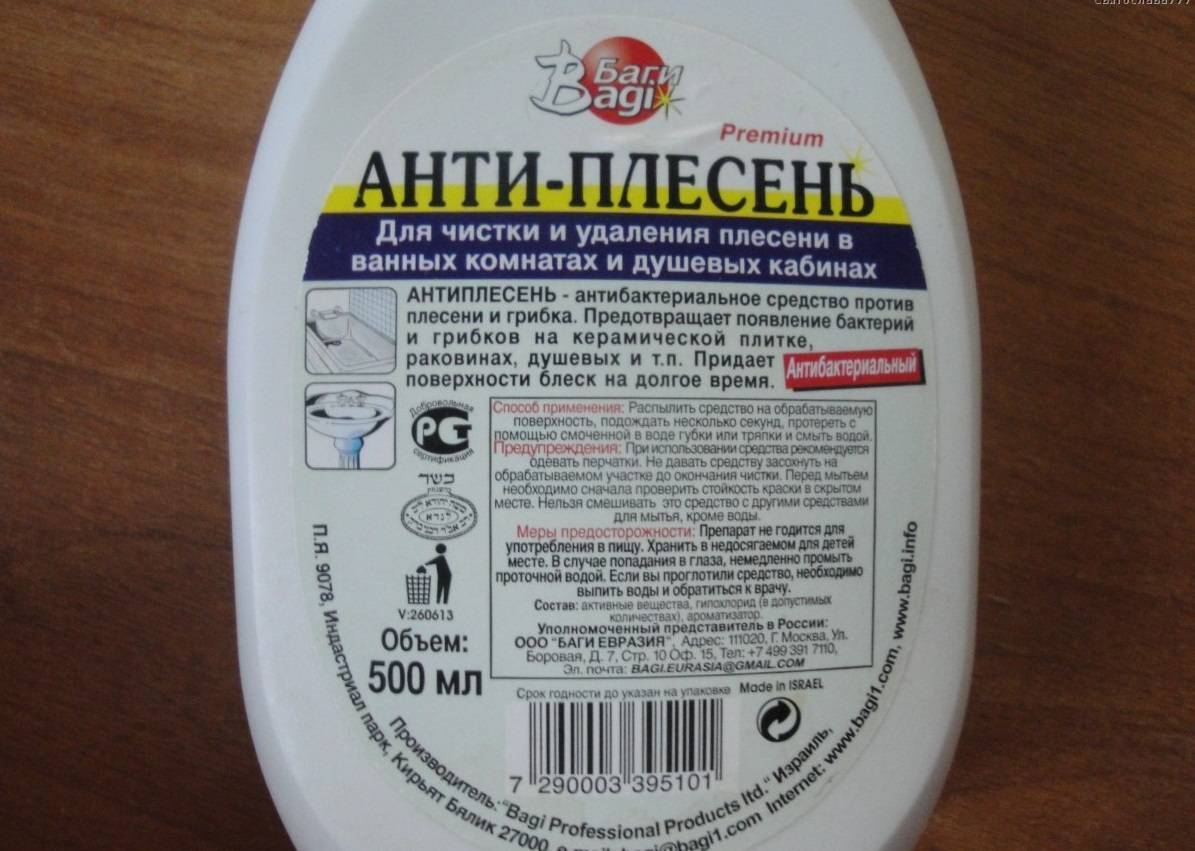 Святослава777
Баги
Bagi
Premium
АНТИ-ПЛЕСЕНЬ
Для чистки и удаления плесени в
ванных комнатах и душевых кабинах
АНТИПЛЕСЕНЬ - антибактериальное средство против
плесени и грибка. Предотвращает появление бактерий
и грибков на керамической плитке,
раковинах, душевых и т.п. Придает
поверхности блеск на долгое время.
Антибактериальный
Добровольная
РСТ
сертификация
כשר
Способ применения: Распылить средство на обрабатываемую
поверхность, подождать несколько секунд, протереть с
помощью смоченной в воде губки или тряпки и смыть водой.
Предупреждения: При использовании средства рекомендуется
одевать перчатки. Не давать средству засохнуть на
обрабатываемом участке до окончания чистки. Перед мытьем
необходимо сначала проверить стойкость краски в скрытом
месте. Нельзя смешивать это средство с другими средствами
для мытья, кроме воды.
Меры предосторожности: Препарат не годится для
употребления в пищу. Хранить в недосягаемом для детей
месте. В случае попадания в глаза, немедленно промыть
проточной водой. Если вы проглотили средство, необходимо
выпить воды и обратиться к врачу.
Состав: активные вещества, гипохлорид (в допустимых
количествах), ароматизатор.
Уполномоченный представитель в России:
ООО "БАГИ ЕВРАЗИЯ", Адрес: 111020, Г. Москва, Ул.
Боровая, Д. 7, Стр. 10 Оф. 15, Тел: +7 499 391 7110,
Эл. почта: BAGI.EURASIA@GMAIL.COM
V:260613
Объем:
500 мл
Срок годности до указан на упаковке
Made in ISRAEL
7 290003 395101
Производитель: "Bagi Professional Products ltd." Израиль,
П.Я. 9078, Индастриал парк, Кирьят Бялик 27000, bagi@bagi1.com Internet: www.bagi1.com, www.bagi.info